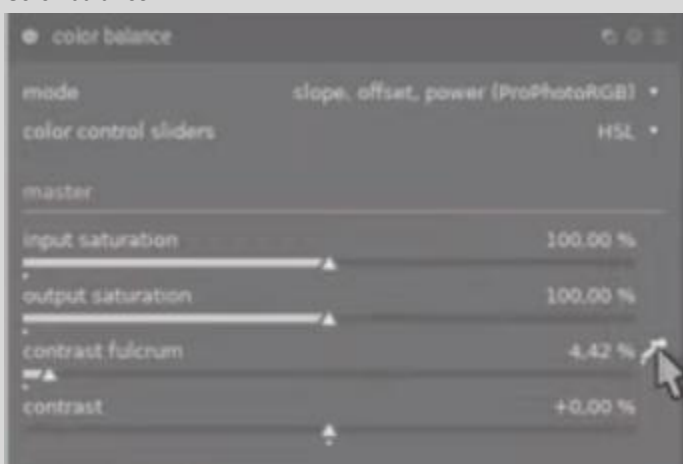 color balance
mode slope, offset, power (ProPhotoRGB)
color control sliders HSL
master
input saturation 100,00 %
output saturation 100,00 %
contrast fulcrum 4,42 %
contrast +0,00 %